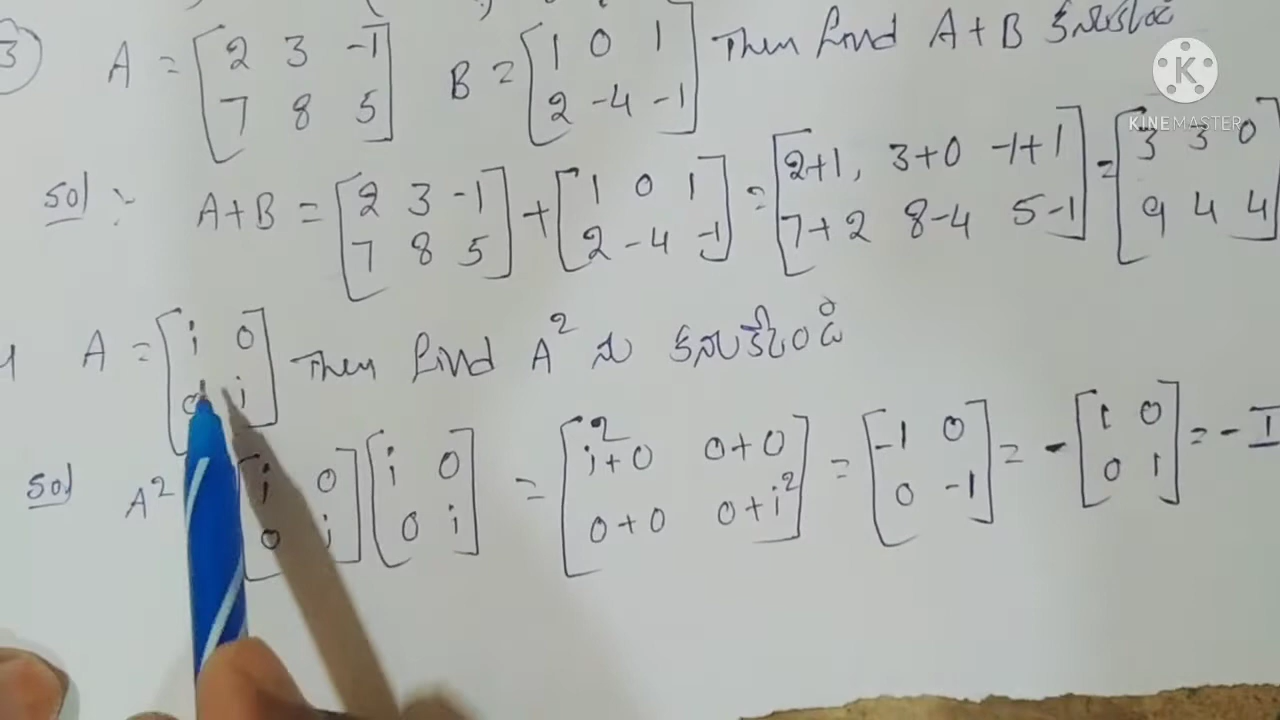 3 A = [2 3 -1 7 8 5] B = [1 0 1 2 -4 -1] Then find A+B కనుక్కోండి
Sol :- A+B = [2 3 -1 7 8 5] + [1 0 1 2 -4 -1] = [2+1, 3+0 -1+1 7+2 8-4 5-1] = [3 3 0 9 4 4]
A = [i 0 0 i] Then find A² ను కనుక్కోండి
Sol A² [i 0 0 i] [i 0 0 i] = [i²+0 0+0 0+0 0+i²] = [-1 0 0 -1] = -[1 0 0 1] = -I
K
KINEMASTER